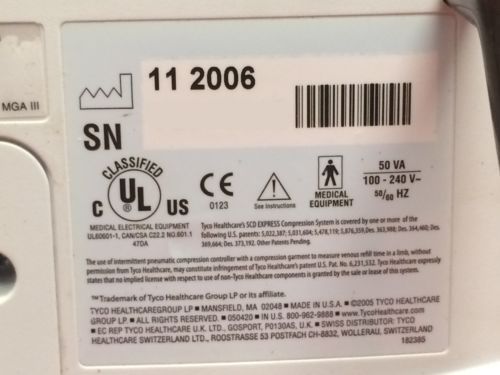 11 2006
MGA III
SN
CLASSIFIED
C UL US
MEDICAL ELECTRICAL EQUIPMENT
UL60601-1, CAN/CSA C22.2 NO.601.1
47DA
CE
0123
See instructions
MEDICAL
EQUIPMENT
50 VA
100 - 240 V~
50/60 HZ
Tyco Healthcare's SCD EXPRESS Compression System is covered by one or more of the
following U.S. patents: 5,022,387; 5,031,604; 5,478,119; 5,876,359, Des. 363,988; Des. 364,460; Des.
369,664; Des. 373,192. Other Patents Pending.
The use of intermittent pneumatic compression controller with a compression garment to measure venous refill time in a limb, without
permission from Tyco Healthcare, may constitute infringement of Tyco Healthcare's patent U.S. Pat. No. 6,231,532. Tyco Healthcare expressly
states that no implied license with respect to use of non-Tyco Healthcare components is granted by the sale or lease of this system.
™Trademark of Tyco Healthcare Group LP or its affiliate.
TYCO HEALTHCAREGROUP LP ■ MANSFIELD, MA 02048 ■ MADE IN U.S.A. ■ ©2005 TYCO HEALTHCARE
GROUP LP ■ ALL RIGHTS RESERVED. ■ 050420 ■ IN U.S. 800-962-9888 ■ www.TycoHealthcare.com
■ EC REP TYCO HEALTHCARE U.K. LTD., GOSPORT, PO130AS, U.K. ■ SWISS DISTRIBUTOR: TYCO
HEALTHCARE SWITZERLAND LTD., ROOSTRASSE 53 POSTFACH CH-8832, WOLLERAU, SWITZERLAND
182385